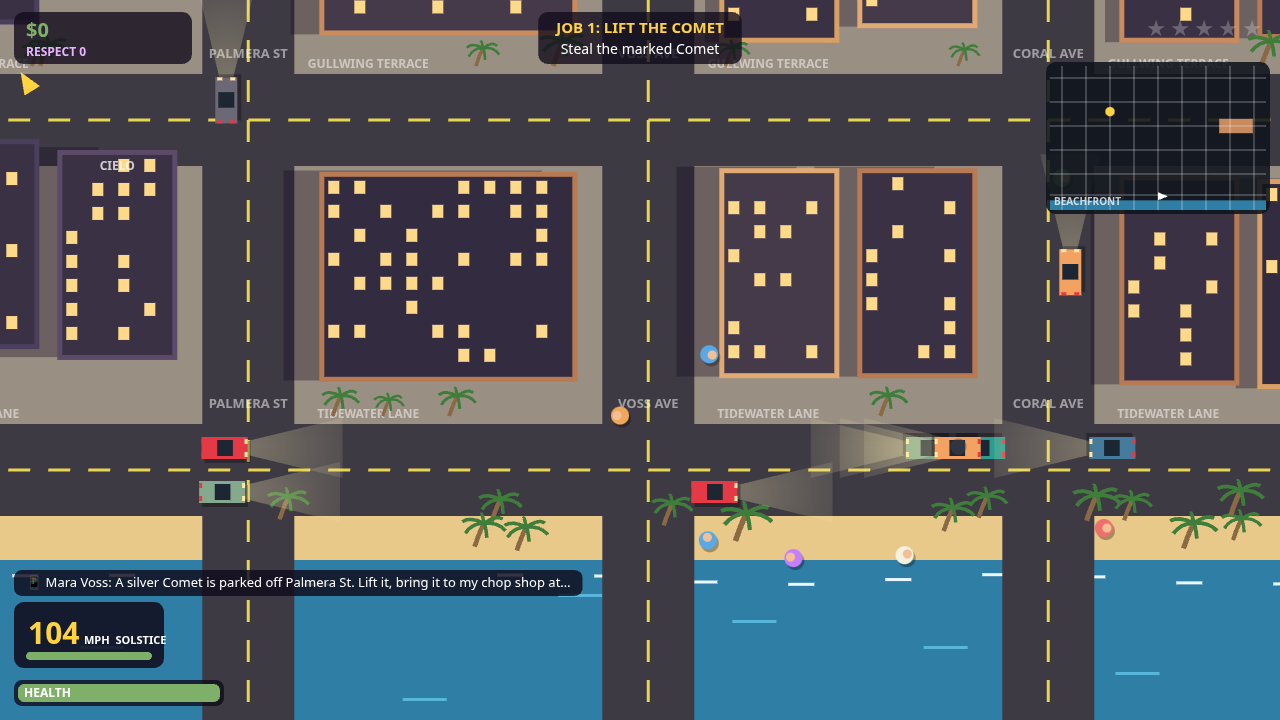 $0
RESPECT 0
JOB 1: LIFT THE COMET
Steal the marked Comet
PALMERA ST
CORAL AVE
GULLWING TERRACE
GULLWING TERRACE
BEACHFRONT
CIELO
PALMERA ST
VOSS AVE
CORAL AVE
LANE
TIDEWATER LANE
TIDEWATER LANE
TIDEWATER LANE
Mara Voss: A silver Comet is parked off Palmera St. Lift it, bring it to my chop shop at...
104 MPH SOLSTICE
HEALTH